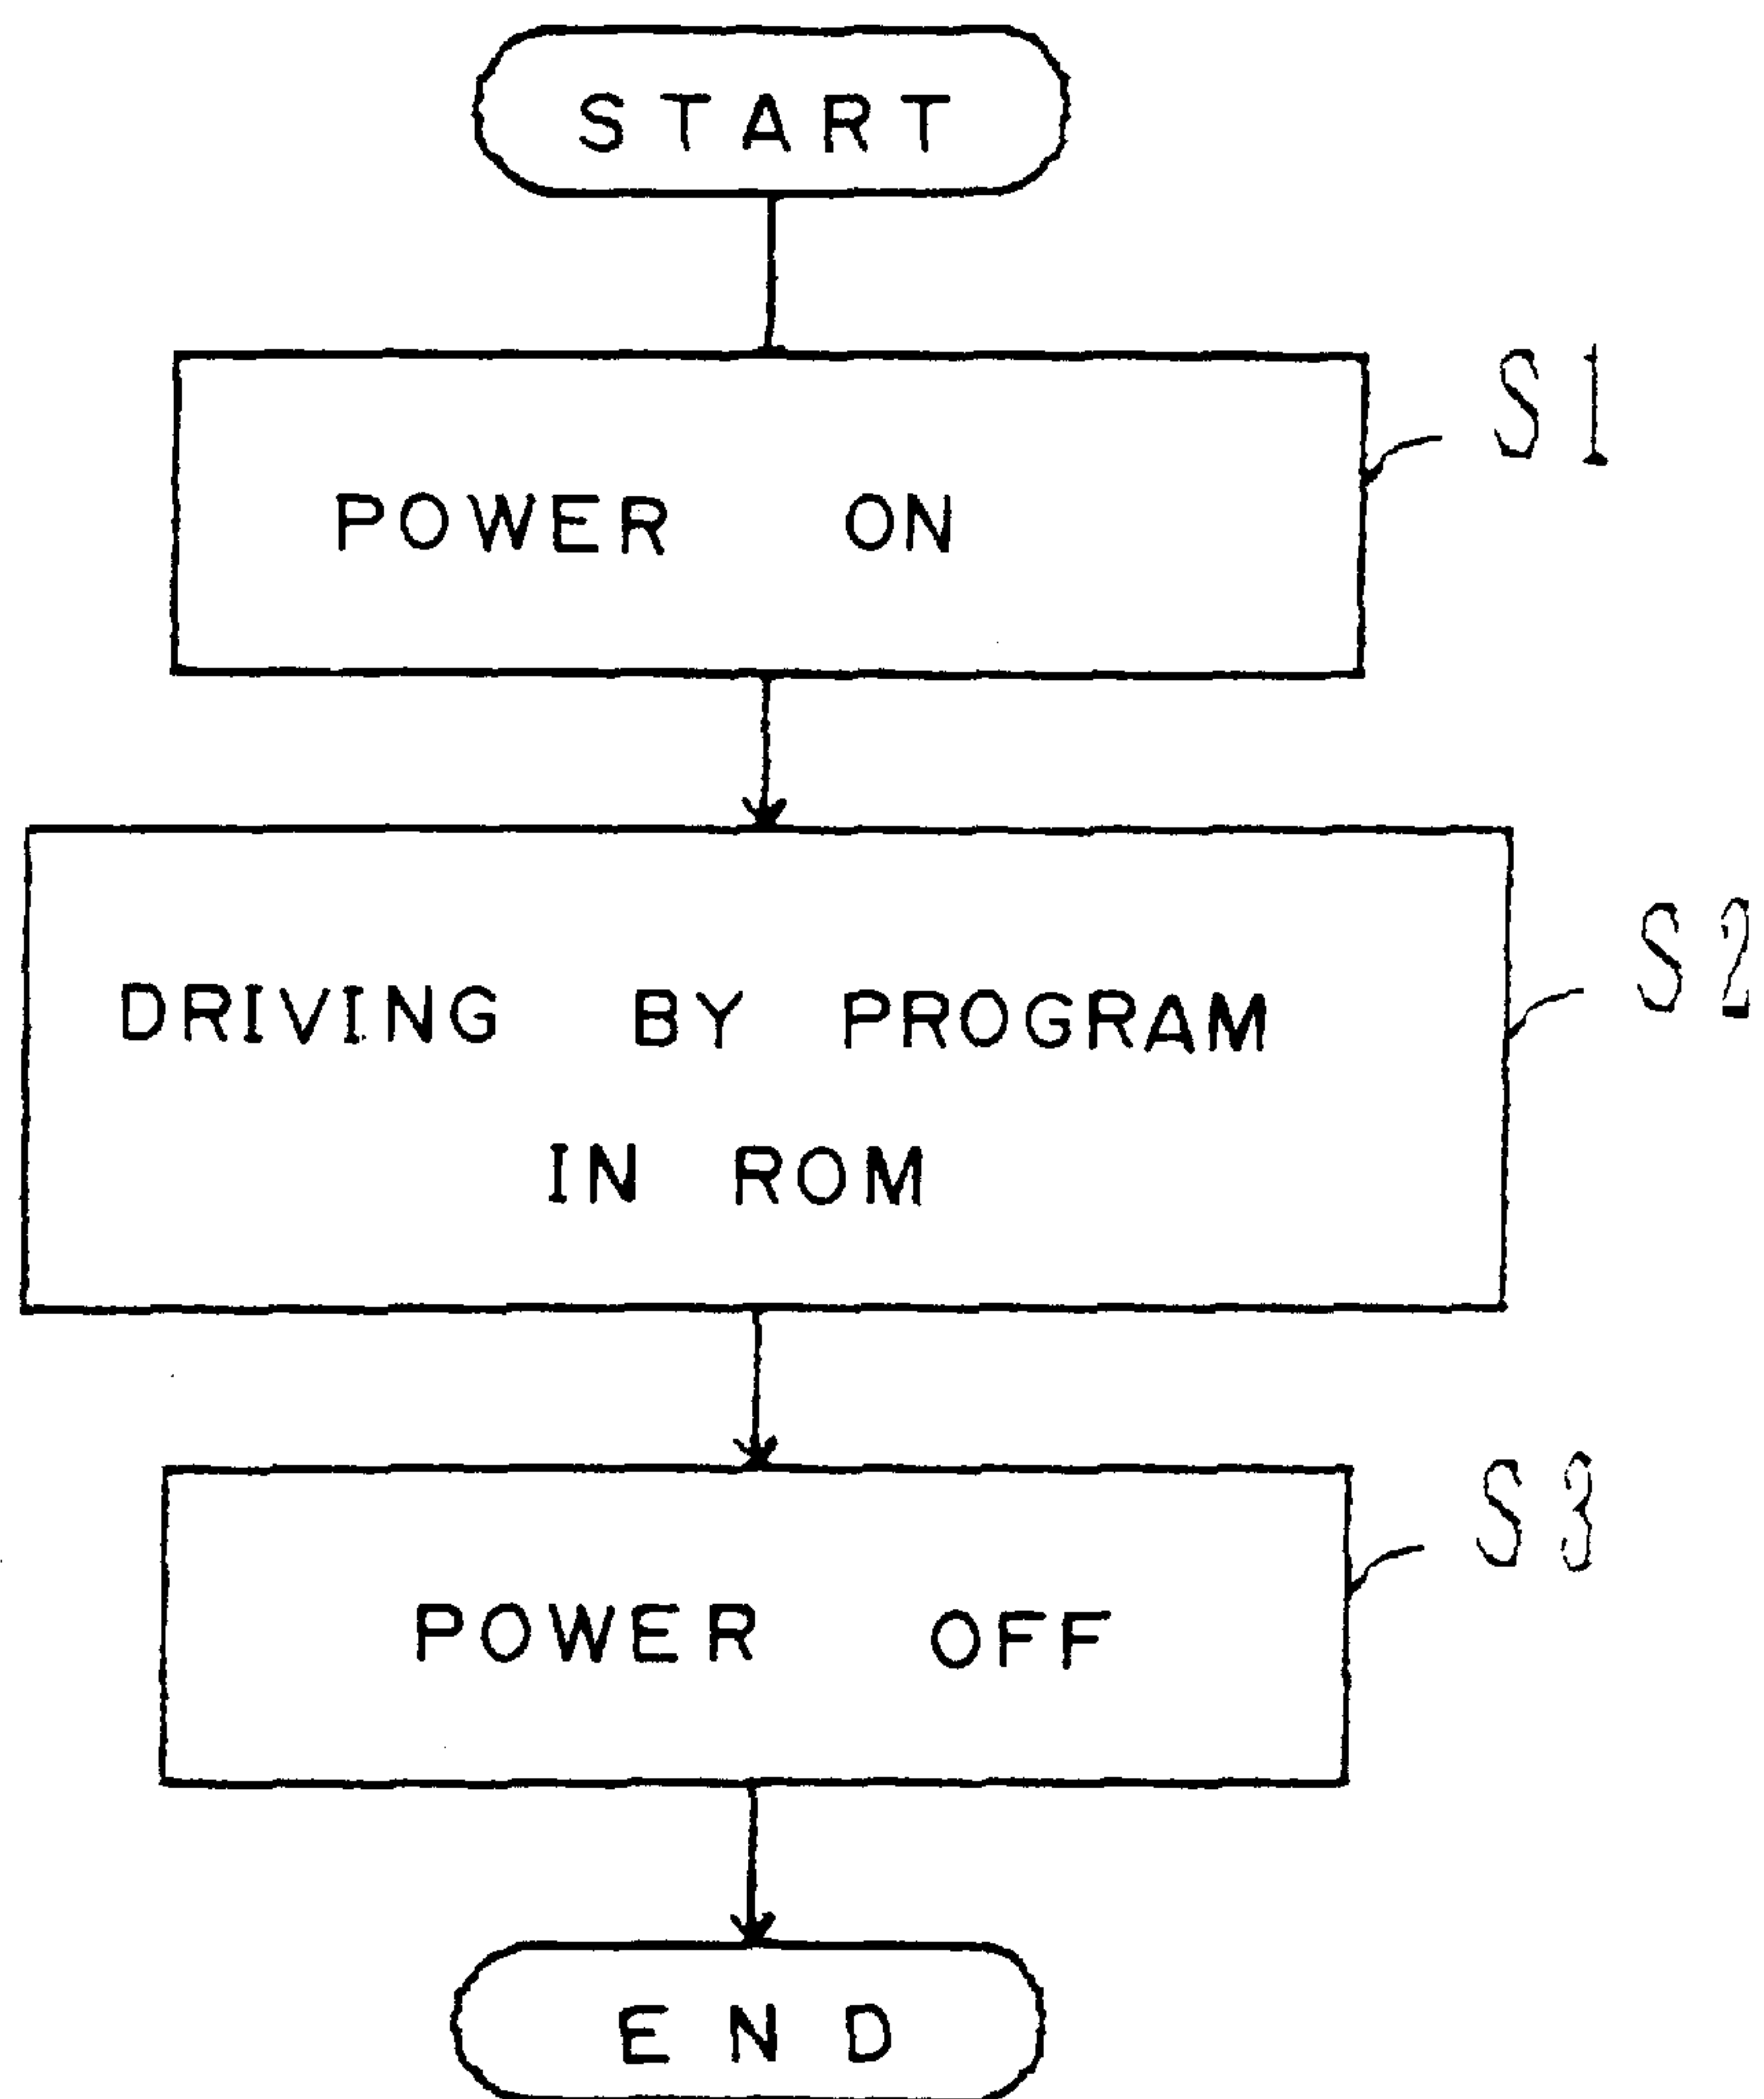 START
S1
POWER ON
S2
DRIVING BY PROGRAM
IN ROM
S3
POWER OFF
END